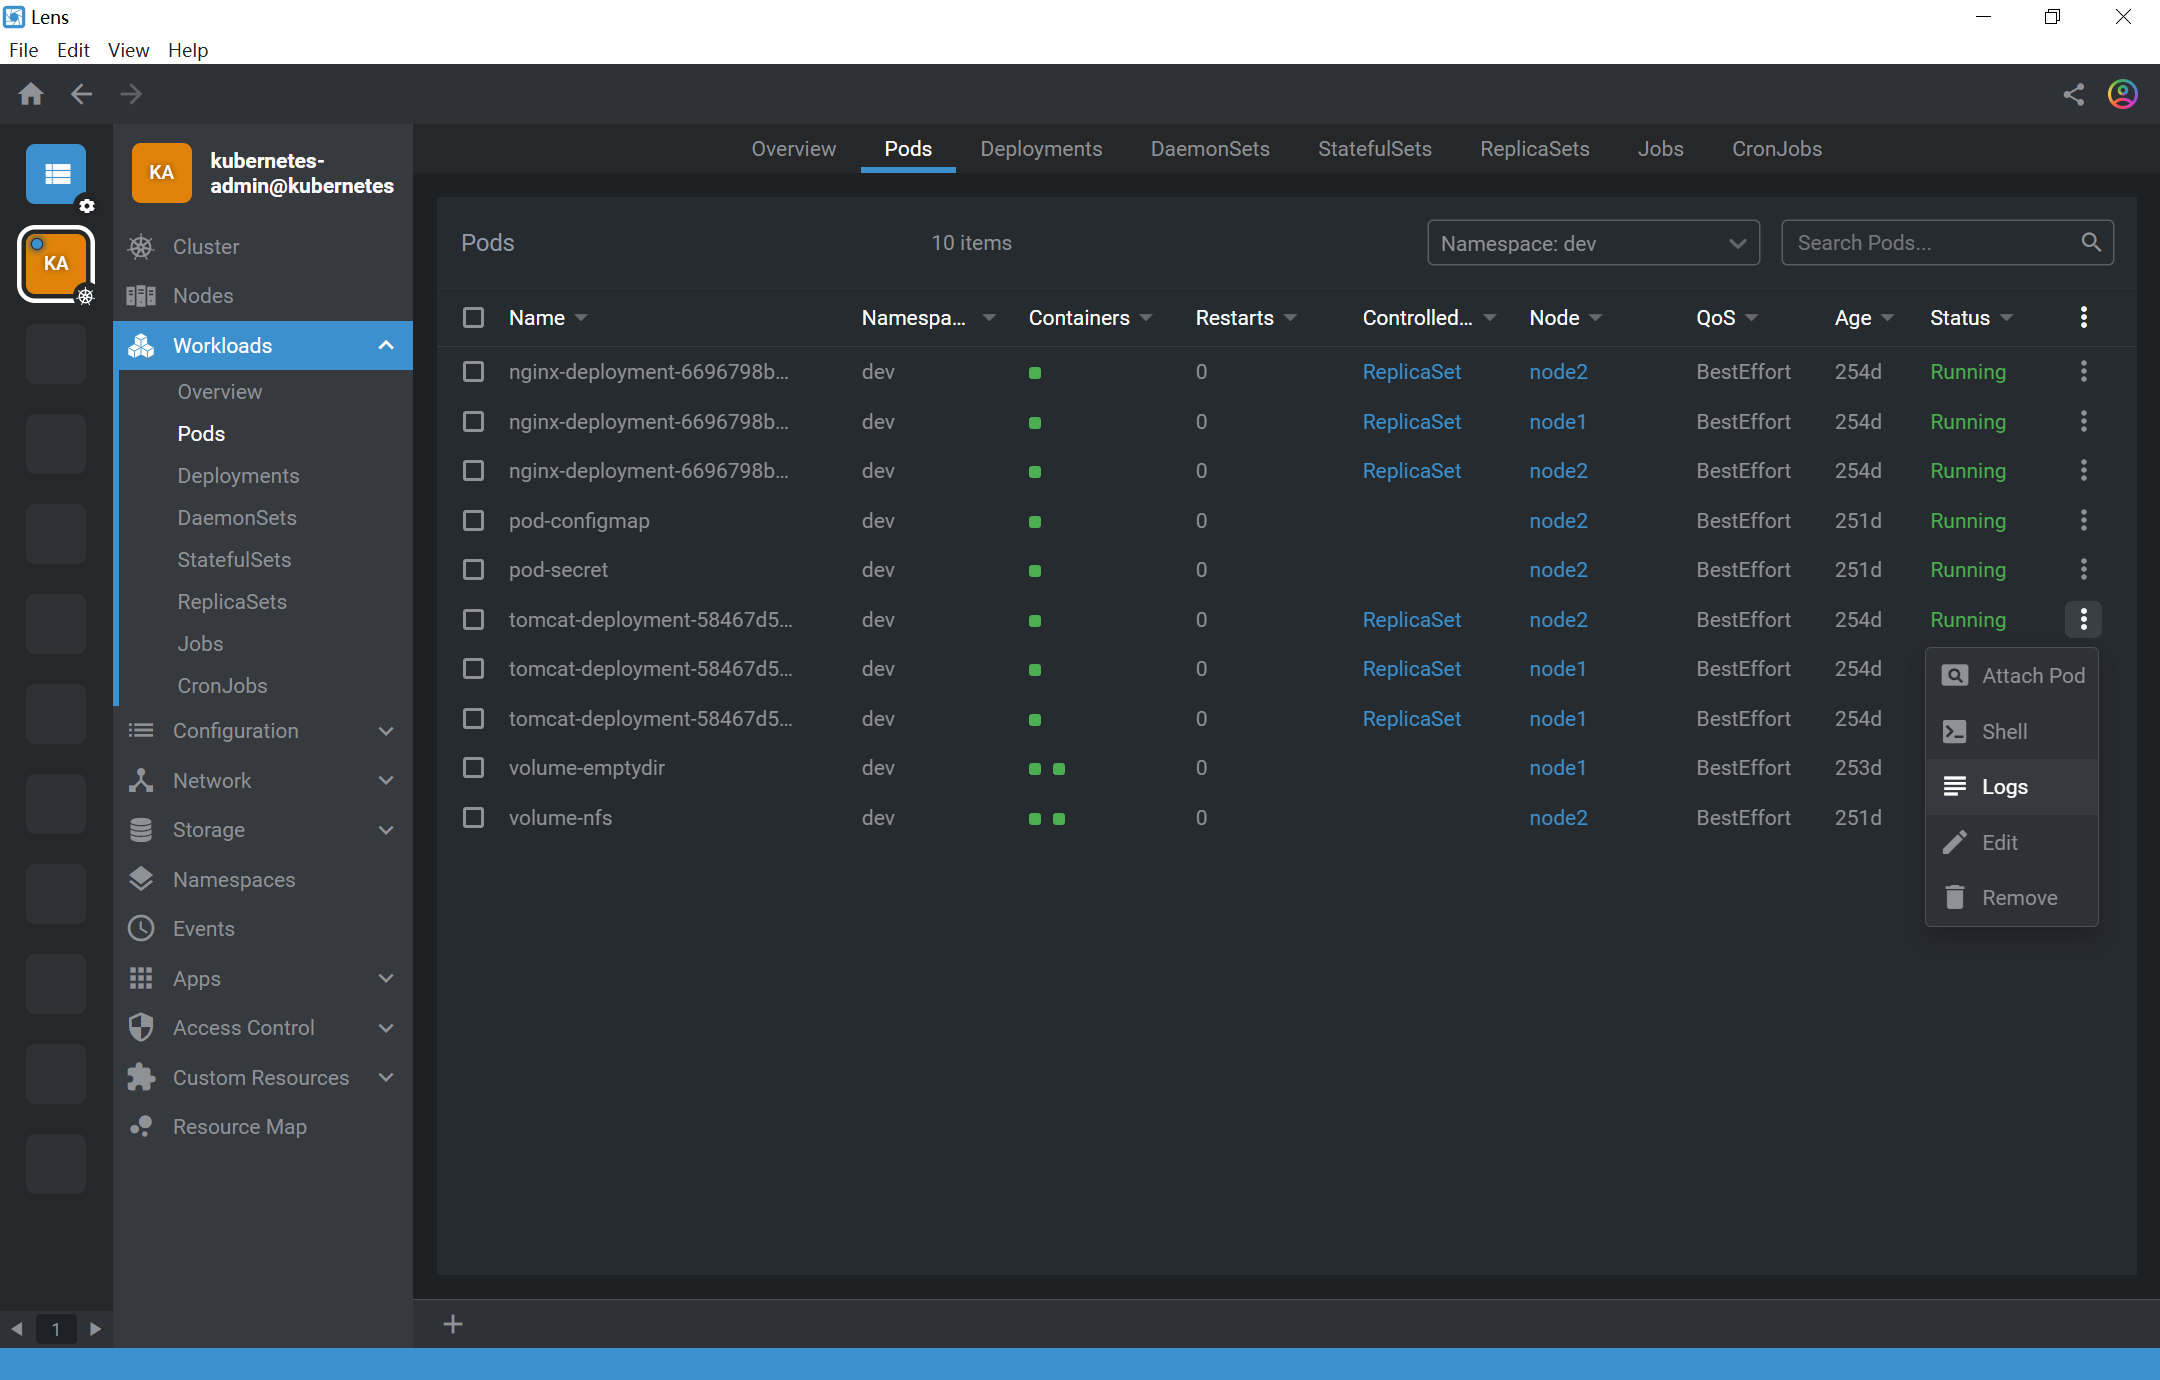 Lens
File Edit View Help
KA kubernetes-
admin@kubernetes
KA
Cluster
Nodes
Workloads
Overview
Pods
Deployments
DaemonSets
StatefulSets
ReplicaSets
Jobs
CronJobs
Configuration
Network
Storage
Namespaces
Events
Apps
Access Control
Custom Resources
Resource Map
1
Overview Pods Deployments DaemonSets StatefulSets ReplicaSets Jobs CronJobs
Pods 10 items Namespace: dev Search Pods...
Name Namespa... Containers Restarts Controlled... Node QoS Age Status
nginx-deployment-6696798b... dev 0 ReplicaSet node2 BestEffort 254d Running
nginx-deployment-6696798b... dev 0 ReplicaSet node1 BestEffort 254d Running
nginx-deployment-6696798b... dev 0 ReplicaSet node2 BestEffort 254d Running
pod-configmap dev 0 node2 BestEffort 251d Running
pod-secret dev 0 node2 BestEffort 251d Running
tomcat-deployment-58467d5... dev 0 ReplicaSet node2 BestEffort 254d Running
tomcat-deployment-58467d5... dev 0 ReplicaSet node1 BestEffort 254d
tomcat-deployment-58467d5... dev 0 ReplicaSet node1 BestEffort 254d
volume-emptydir dev 0 node1 BestEffort 253d
volume-nfs dev 0 node2 BestEffort 251d
Attach Pod
Shell
Logs
Edit
Remove